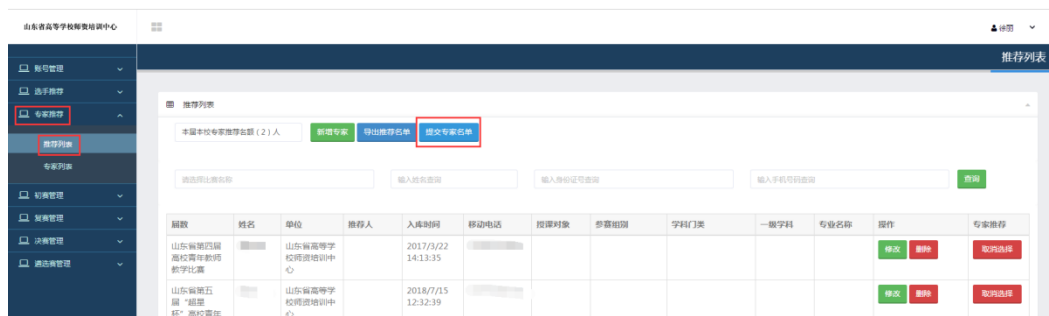 山东省高等学校师资培训中心
徐丽
推荐列表
账号管理
选手推荐
专家推荐
推荐列表
专家列表
初赛管理
复赛管理
决赛管理
遴选赛管理
推荐列表
本届本校专家推荐名额（2）人 新增专家 导出推荐名单 提交专家名单
请选择比赛名称 输入姓名查询 输入身份证号查询 输入手机号码查询 查询
届数 姓名 单位 推荐人 入库时间 移动电话 授课对象 参赛组别 学科门类 一级学科 专业名称 操作 专家推荐
山东省第四届 山东省高等学 2017/3/22 修改 删除 取消选择
高校青年教师 校师资培训中 14:13:35
教学比赛 心
山东省第五 山东省高等学 2018/7/15 修改 删除 取消选择
届“超星 校师资培训中 12:32:39
杯”高校青年 心